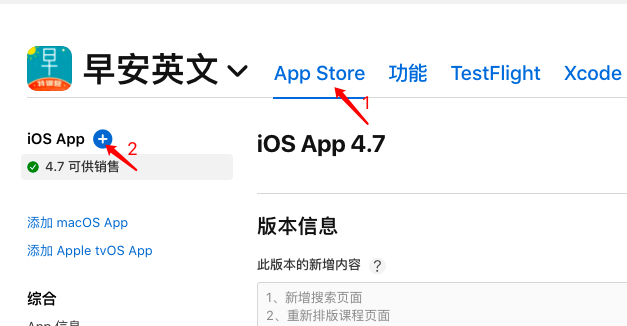 早安英文
App Store 功能 TestFlight Xcode
1
iOS App
2
4.7 可供销售
添加 macOS App
添加 Apple tvOS App
综合
App 信息
iOS App 4.7
版本信息
此版本的新增内容 ?
1、新增搜索页面
2、重新排版课程页面